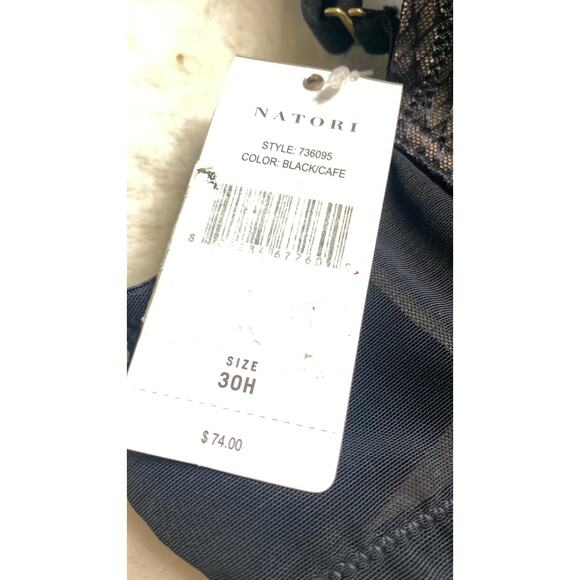 NATORI
STYLE: 736095
COLOR: BLACK/CAFE
SIZE
30H
$ 74.00